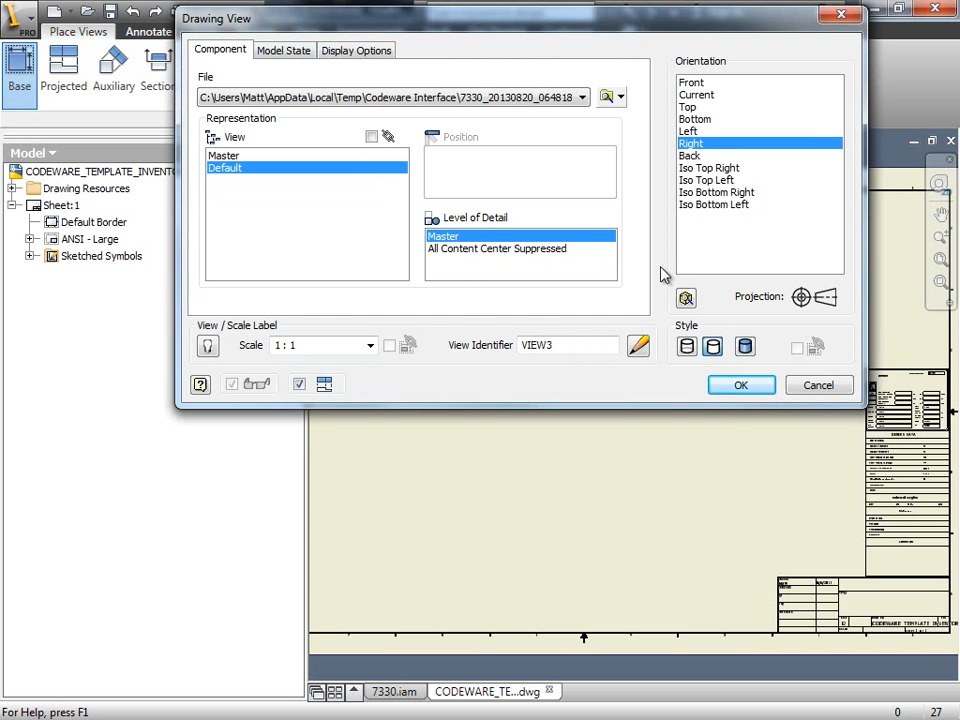 Drawing View
PRO
Place Views
Annotate
Base
Projected
Auxiliary
Section
Component
Model State
Display Options
File
C:\Users\Matt\AppData\Local\Temp\Codeware Interface\7330_20130820_064818
Representation
View
Master
Default
Position
Level of Detail
Master
All Content Center Suppressed
Orientation
Front
Current
Top
Bottom
Left
Right
Back
Iso Top Right
Iso Top Left
Iso Bottom Right
Iso Bottom Left
Projection:
View / Scale Label
Scale
1 : 1
View Identifier
VIEW3
Style
OK
Cancel
Model
CODEWARE_TEMPLATE_INVENTO
Drawing Resources
Sheet:1
Default Border
ANSI - Large
Sketched Symbols
CODEWARE TEMPLATE INVENTOR
7330.iam
CODEWARE_TE...dwg
For Help, press F1
0
27